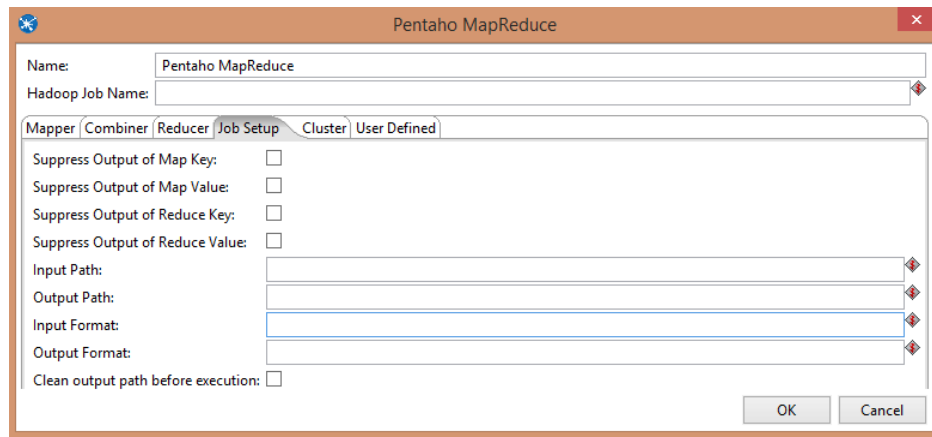 Pentaho MapReduce
Name: Pentaho MapReduce
Hadoop Job Name:
Mapper Combiner Reducer Job Setup Cluster User Defined
Suppress Output of Map Key:
Suppress Output of Map Value:
Suppress Output of Reduce Key:
Suppress Output of Reduce Value:
Input Path:
Output Path:
Input Format:
Output Format:
Clean output path before execution:
OK Cancel